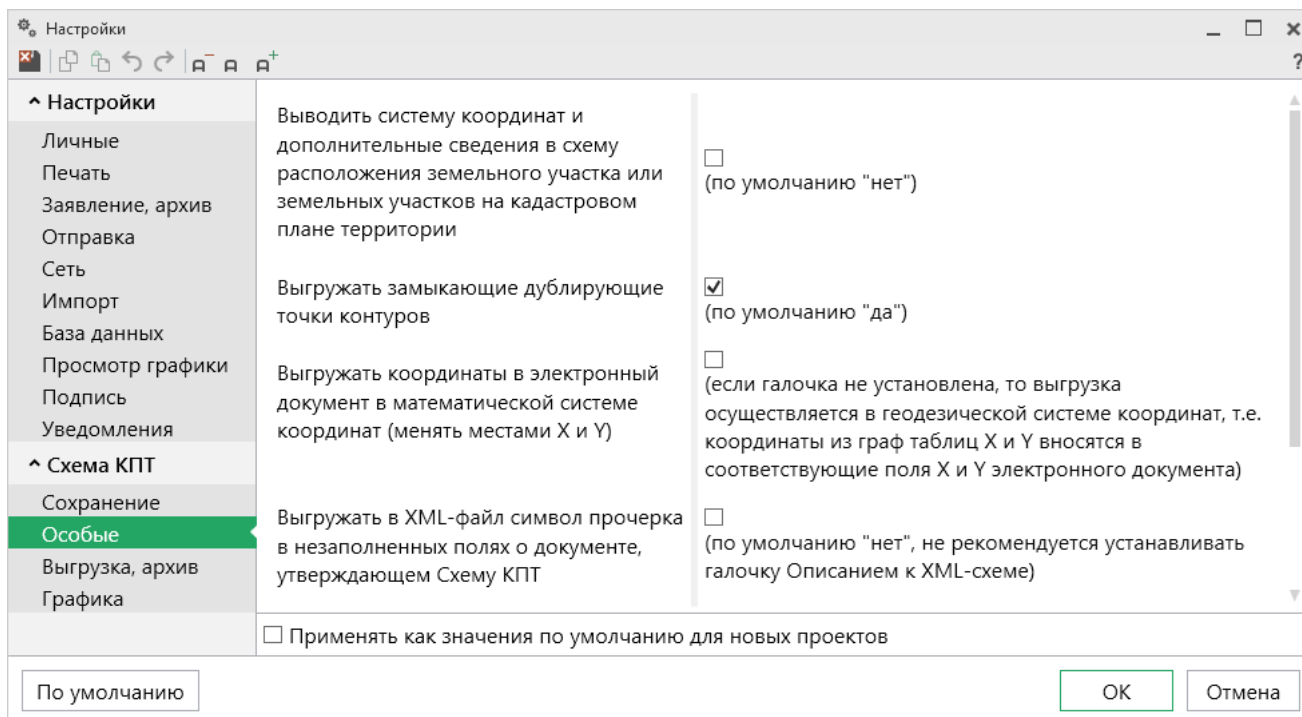 Настройки
?
Настройки
Личные
Печать
Заявление, архив
Отправка
Сеть
Импорт
База данных
Просмотр графики
Подпись
Уведомления
Схема КПТ
Сохранение
Особые
Выгрузка, архив
Графика
Выводить систему координат и
дополнительные сведения в схему
расположения земельного участка или
земельных участков на кадастровом
плане территории
(по умолчанию "нет")
Выгружать замыкающие дублирующие
точки контуров
(по умолчанию "да")
Выгружать координаты в электронный
документ в математической системе
координат (менять местами X и Y)
(если галочка не установлена, то выгрузка
осуществляется в геодезической системе координат, т.е.
координаты из граф таблиц X и Y вносятся в
соответствующие поля X и Y электронного документа)
Выгружать в XML-файл символ прочерка
в незаполненных полях о документе,
утверждающем Схему КПТ
(по умолчанию "нет", не рекомендуется устанавливать
галочку Описанием к XML-схеме)
Применять как значения по умолчанию для новых проектов
По умолчанию
ОК
Отмена